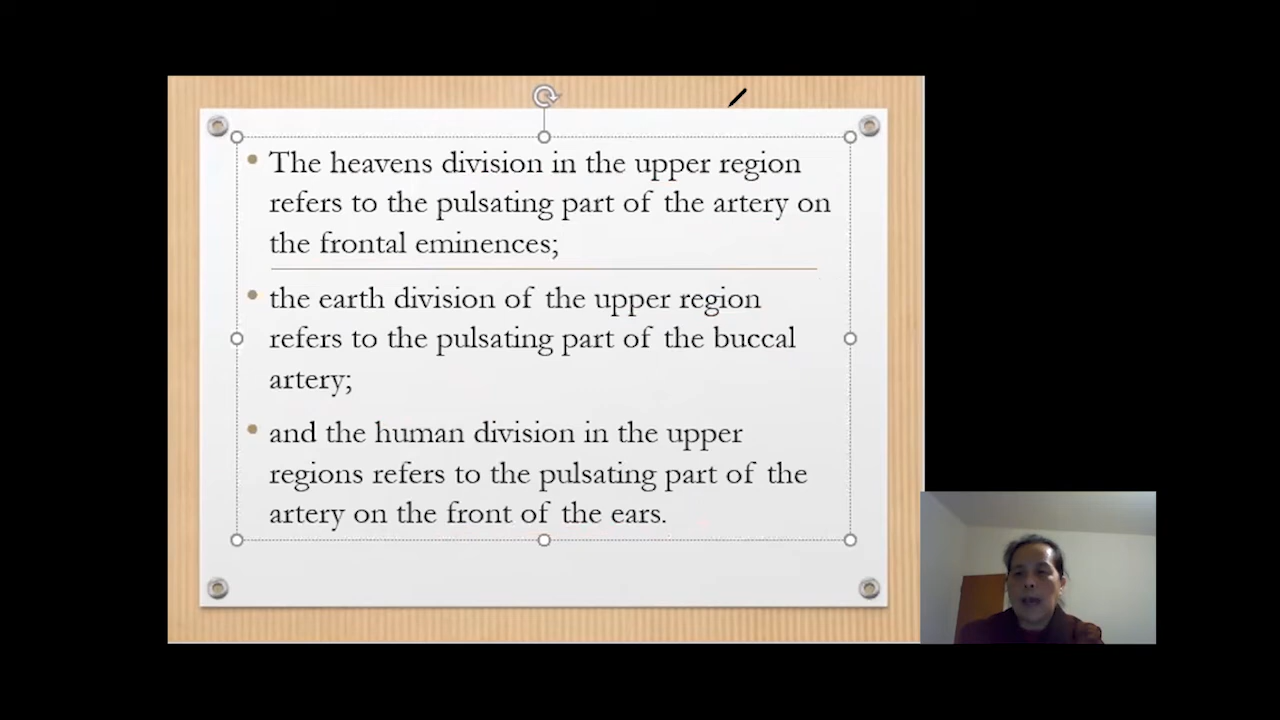 The heavens division in the upper region
refers to the pulsating part of the artery on
the frontal eminences;
the earth division of the upper region
refers to the pulsating part of the buccal
artery;
and the human division in the upper
regions refers to the pulsating part of the
artery on the front of the ears.